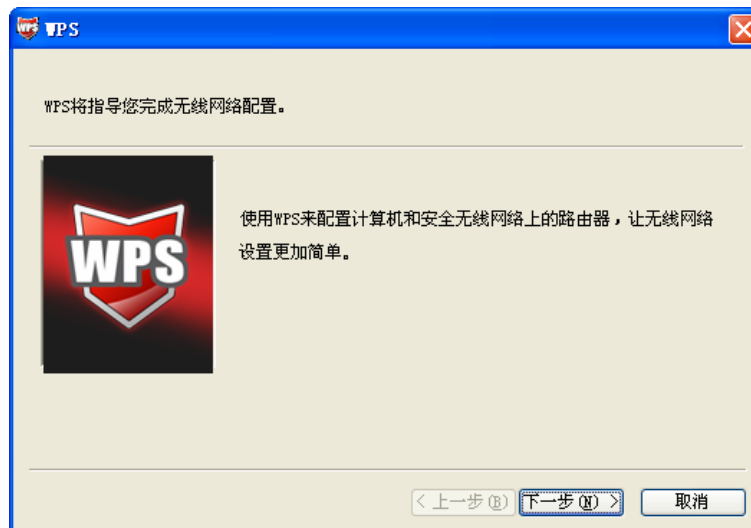 WPS
WPS将指导您完成无线网络配置。
WPS
使用WPS来配置计算机和安全无线网络上的路由器，让无线网络
设置更加简单。
< 上一步(B) 下一步(N) > 取消